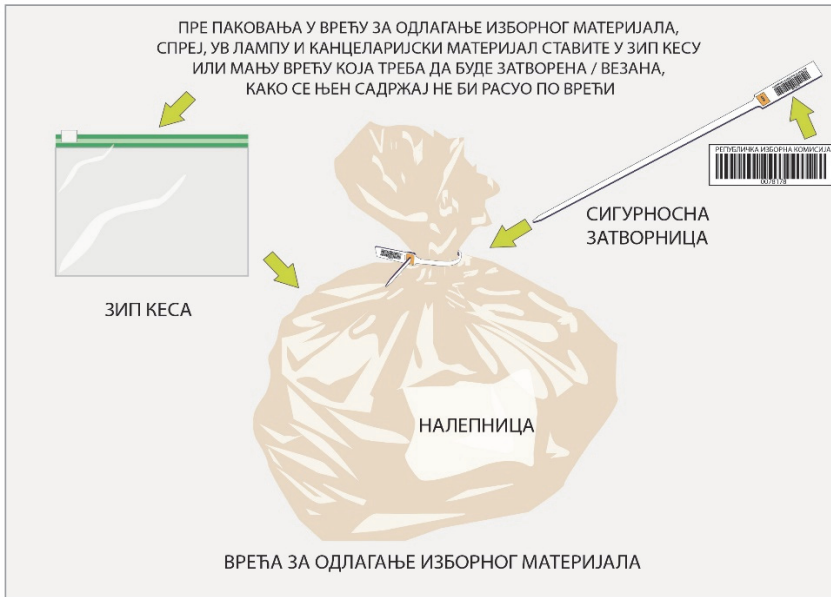 ПРЕ ПАКОВАЊА У ВРЕЋУ ЗА ОДЛАГАЊЕ ИЗБОРНОГ МАТЕРИЈАЛА,
СПРЕЈ, УВ ЛАМПУ И КАНЦЕЛАРИЈСКИ МАТЕРИЈАЛ СТАВИТЕ У ЗИП КЕСУ
ИЛИ МАЊУ ВРЕЋУ КОЈА ТРЕБА ДА БУДЕ ЗАТВОРЕНА / ВЕЗАНА,
КАКО СЕ ЊЕН САДРЖАЈ НЕ БИ РАСУО ПО ВРЕЋИ
РЕПУБЛИЧКА ИЗБОРНА КОМИСИЈА
0078178
СИГУРНОСНА
ЗАТВОРНИЦА
ЗИП КЕСА
НАЛЕПНИЦА
ВРЕЋА ЗА ОДЛАГАЊЕ ИЗБОРНОГ МАТЕРИЈАЛА